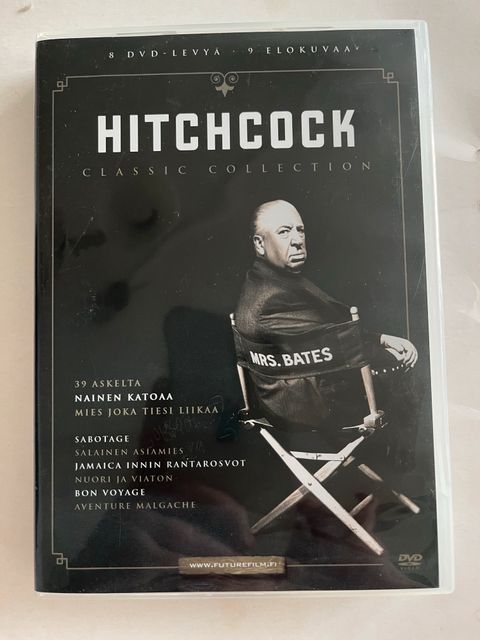 8 DVD-LEVYÄ · 9 ELOKUVAA
HITCHCOCK
CLASSIC COLLECTION
MRS. BATES
39 ASKELTA
NAINEN KATOAA
MIES JOKA TIESI LIIKAA
SABOTAGE
SALAINEN ASIAMIES
JAMAICA INNIN RANTAROSVOT
NUORI JA VIATON
BON VOYAGE
AVENTURE MALGACHE
WWW.FUTUREFILM.FI
DVD
VIDEO